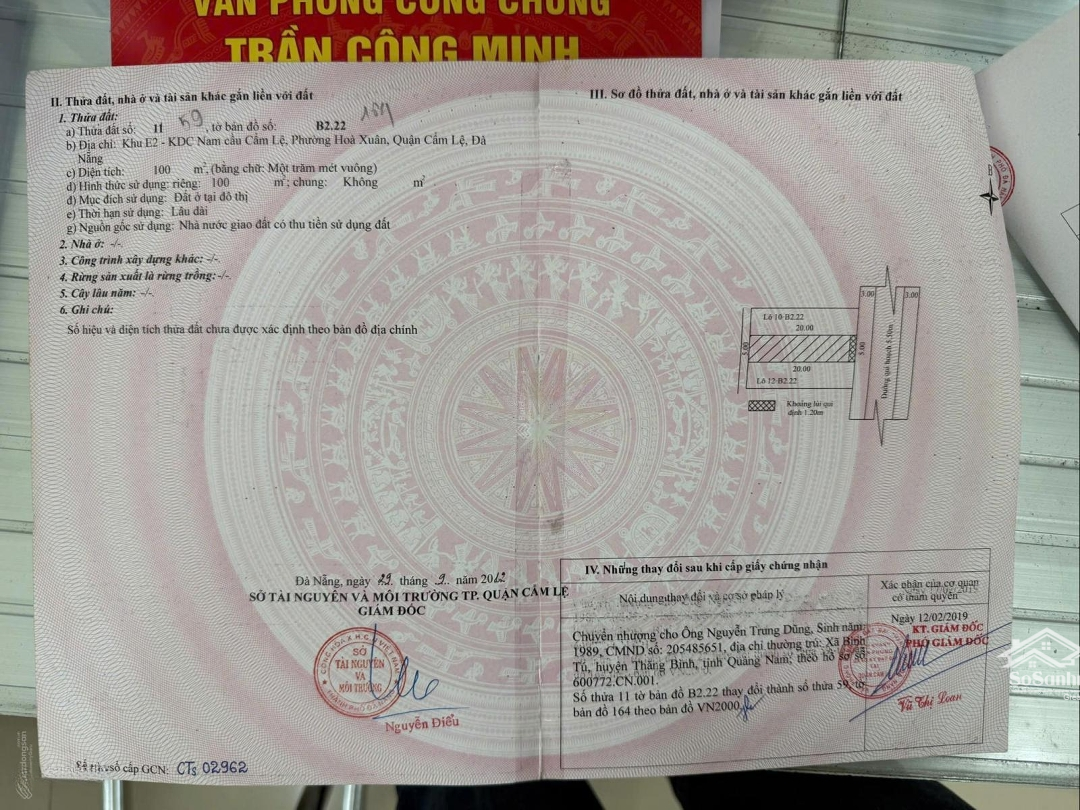 VĂN PHÒNG CÔNG CHỨNG
TRẦN CÔNG MINH
II. Thửa đất, nhà ở và tài sản khác gắn liền với đất
1. Thửa đất:
a) Thửa đất số: 11 59, tờ bản đồ số: B2.22
b) Địa chỉ: Khu E2 - KDC Nam cầu Cẩm Lệ, Phường Hoà Xuân, Quận Cẩm Lệ, Đà
Nẵng
c) Diện tích: 100 m², (bằng chữ: Một trăm mét vuông)
d) Hình thức sử dụng: riêng: 100 m²; chung: Không m²
đ) Mục đích sử dụng: Đất ở tại đô thị
e) Thời hạn sử dụng: Lâu dài
g) Nguồn gốc sử dụng: Nhà nước giao đất có thu tiền sử dụng đất
2. Nhà ở: -/-
3. Công trình xây dựng khác: -/-
4. Rừng sản xuất là rừng trồng: -/-
5. Cây lâu năm: -/-
6. Ghi chú:
Số hiệu và diện tích thửa đất chưa được xác định theo bản đồ địa chính
Đà Nẵng, ngày 29 tháng 9 năm 2012
SỞ TÀI NGUYÊN VÀ MÔI TRƯỜNG TP. QUẬN CẨM LỆ
GIÁM ĐỐC
SỞ
TÀI NGUYÊN
VÀ
MÔI TRƯỜNG
Nguyễn Điểu
số cấp GCN: CTs 02962
III. Sơ đồ thửa đất, nhà ở và tài sản khác gắn liền với đất
3.00
3.00
Lô 10-B2.22
20.00
5.00
5.00
20.00
Lô 12-B2.22
Đường qui hoạch 5.50m
Khoảng lùi qui
định 1.20m
IV. Những thay đổi sau khi cấp giấy chứng nhận
Nội dung thay đổi và cơ sở pháp lý
Xác nhận của cơ quan
có thẩm quyền
Chuyển nhượng cho Ông Nguyễn Trung Dũng, Sinh năm
1989, CMND số: 205485651, địa chỉ thường trú: Xã Bình
Tú, huyện Thăng Bình, tỉnh Quảng Nam; theo hồ sơ số
600772.CN.001.
Số thửa 11 tờ bản đồ B2.22 thay đổi thành số thửa 59, tờ
bản đồ 164 theo bản đồ VN2000
Ngày 12/02/2019
KT. GIÁM ĐỐC
PHÓ GIÁM ĐỐC
Vũ Thị Loan
SoSanh